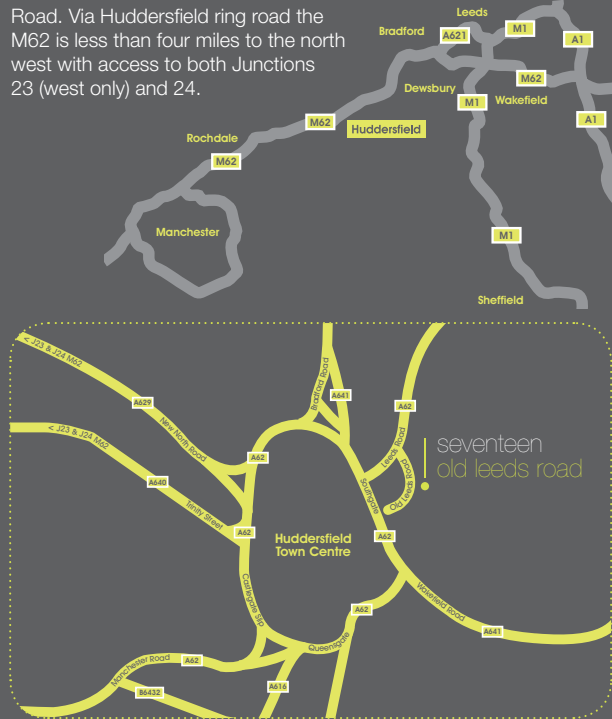 Road. Via Huddersfield ring road the
M62 is less than four miles to the north
west with access to both Junctions
23 (west only) and 24.
Leeds
M1
Bradford
A621
A1
Dewsbury
M62
M1
Wakefield
A1
M62
Huddersfield
Rochdale
M62
Manchester
M1
Sheffield
< J23 & J24 M62
A629
New North Road
Bradford Road
A641
A62
< J23 & J24 M62
A640
Trinity Street
A62
Leeds Road
Old Leeds Road
Southgate
seventeen
old leeds road
A62
Huddersfield
Town Centre
A62
Castlegate Slip
A62
Wakefield Road
A641
Queentgate
Manchester Road
A62
B6432
A616